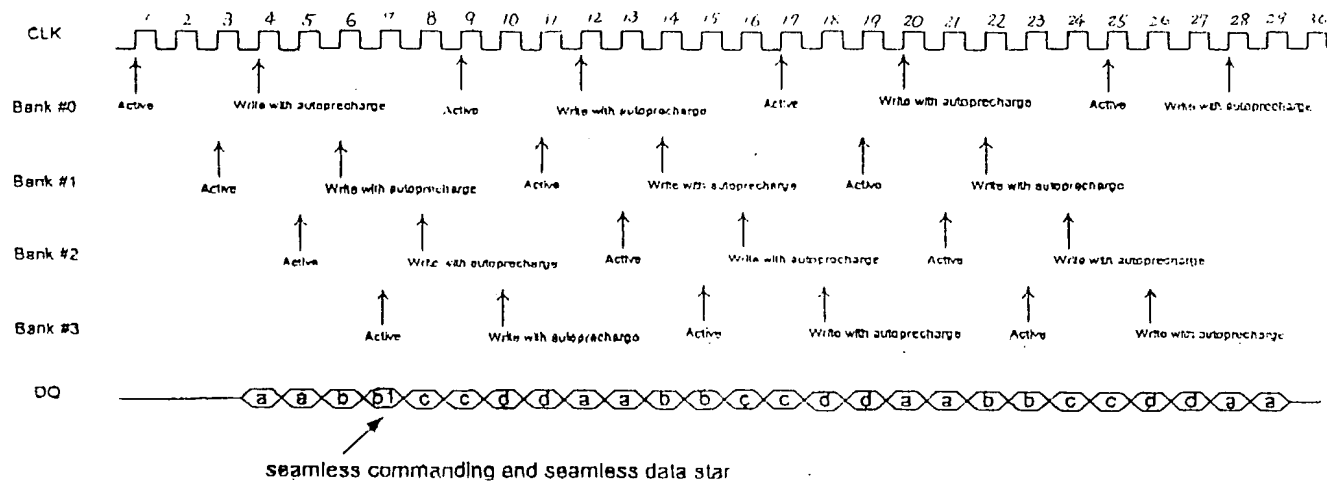 1 2 3 4 5 6 7 8 9 10 11 12 13 14 15 16 17 18 19 20 21 22 23 24 25 26 27 28 29 30
CLK
Bank #0 Active Write with autoprecharge Active Write with autoprecharge Active Write with autoprecharge Active Write with autoprecharge
Bank #1 Active Write with autoprecharge Active Write with autoprecharge Active Write with autoprecharge
Bank #2 Active Write with autoprecharge Active Write with autoprecharge Active Write with autoprecharge
Bank #3 Active Write with autoprecharge Active Write with autoprecharge Active Write with autoprecharge
DQ a a b b1 c c d d a a b b c c d d a a b b c c d d a a
seamless commanding and seamless data star